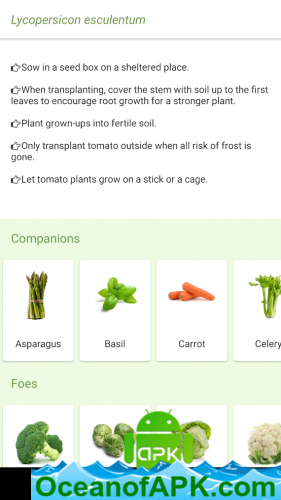 Lycopersicon esculentum
Sow in a seed box on a sheltered place.
When transplanting, cover the stem with soil up to the first
leaves to encourage root growth for a stronger plant.
Plant grown-ups into fertile soil.
Only transplant tomato outside when all risk of frost is
gone.
Let tomato plants grow on a stick or a cage.
Companions
Asparagus
Basil
Carrot
Celery
Foes
APK
OceanofAPK.com